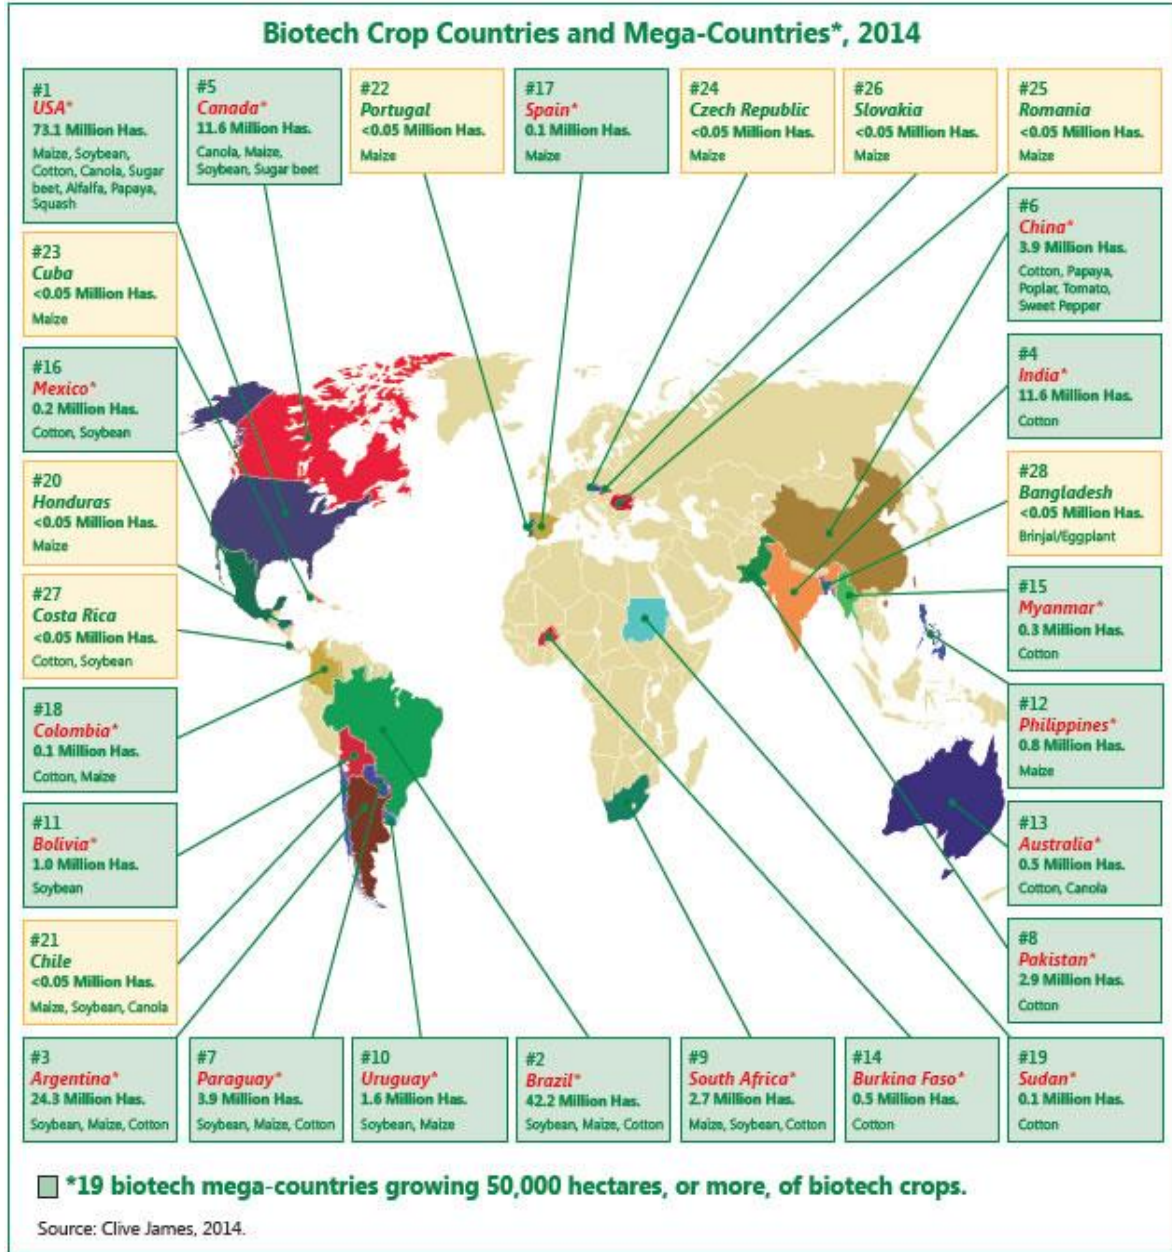 Biotech Crop Countries and Mega-Countries*, 2014
#1
USA*
73.1 Million Has.
Maize, Soybean,
Cotton, Canola, Sugar
beet, Alfalfa, Papaya,
Squash
#5
Canada*
11.6 Million Has.
Canola, Maize,
Soybean, Sugar beet
#22
Portugal
<0.05 Million Has.
Maize
#17
Spain*
0.1 Million Has.
Maize
#24
Czech Republic
<0.05 Million Has.
Maize
#26
Slovakia
<0.05 Million Has.
Maize
#25
Romania
<0.05 Million Has.
Maize
#23
Cuba
<0.05 Million Has.
Maize
#16
Mexico*
0.2 Million Has.
Cotton, Soybean
#20
Honduras
<0.05 Million Has.
Maize
#27
Costa Rica
<0.05 Million Has.
Cotton, Soybean
#18
Colombia*
0.1 Million Has.
Cotton, Maize
#11
Bolivia*
1.0 Million Has.
Soybean
#21
Chile
<0.05 Million Has.
Maize, Soybean, Canola
#6
China*
3.9 Million Has.
Cotton, Papaya,
Poplar, Tomato,
Sweet Pepper
#4
India*
11.6 Million Has.
Cotton
#28
Bangladesh
<0.05 Million Has.
Brinjal/Eggplant
#15
Myanmar*
0.3 Million Has.
Cotton
#12
Philippines*
0.8 Million Has.
Maize
#13
Australia*
0.5 Million Has.
Cotton, Canola
#8
Pakistan*
2.9 Million Has.
Cotton
#3
Argentina*
24.3 Million Has.
Soybean, Maize, Cotton
#7
Paraguay*
3.9 Million Has.
Soybean, Maize, Cotton
#10
Uruguay*
1.6 Million Has.
Soybean, Maize
#2
Brazil*
42.2 Million Has.
Soybean, Maize, Cotton
#9
South Africa*
2.7 Million Has.
Maize, Soybean, Cotton
#14
Burkina Faso*
0.5 Million Has.
Cotton
#19
Sudan*
0.1 Million Has.
Cotton
*19 biotech mega-countries growing 50,000 hectares, or more, of biotech crops.
Source: Clive James, 2014.